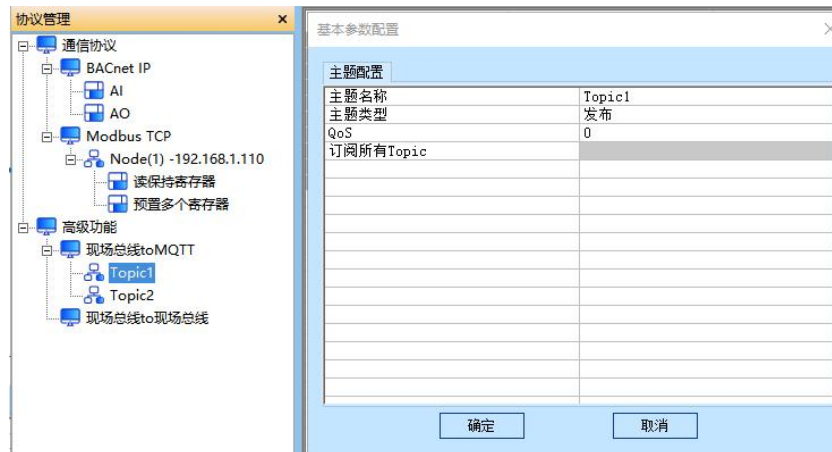 协议管理
通信协议
BACnet IP
AI
AO
Modbus TCP
Node(1) -192.168.1.110
读保持寄存器
预置多个寄存器
高级功能
现场总线toMQTT
Topic1
Topic2
现场总线to现场总线
基本参数配置
主题配置
主题名称 Topic1
主题类型 发布
QoS 0
订阅所有Topic
确定 取消